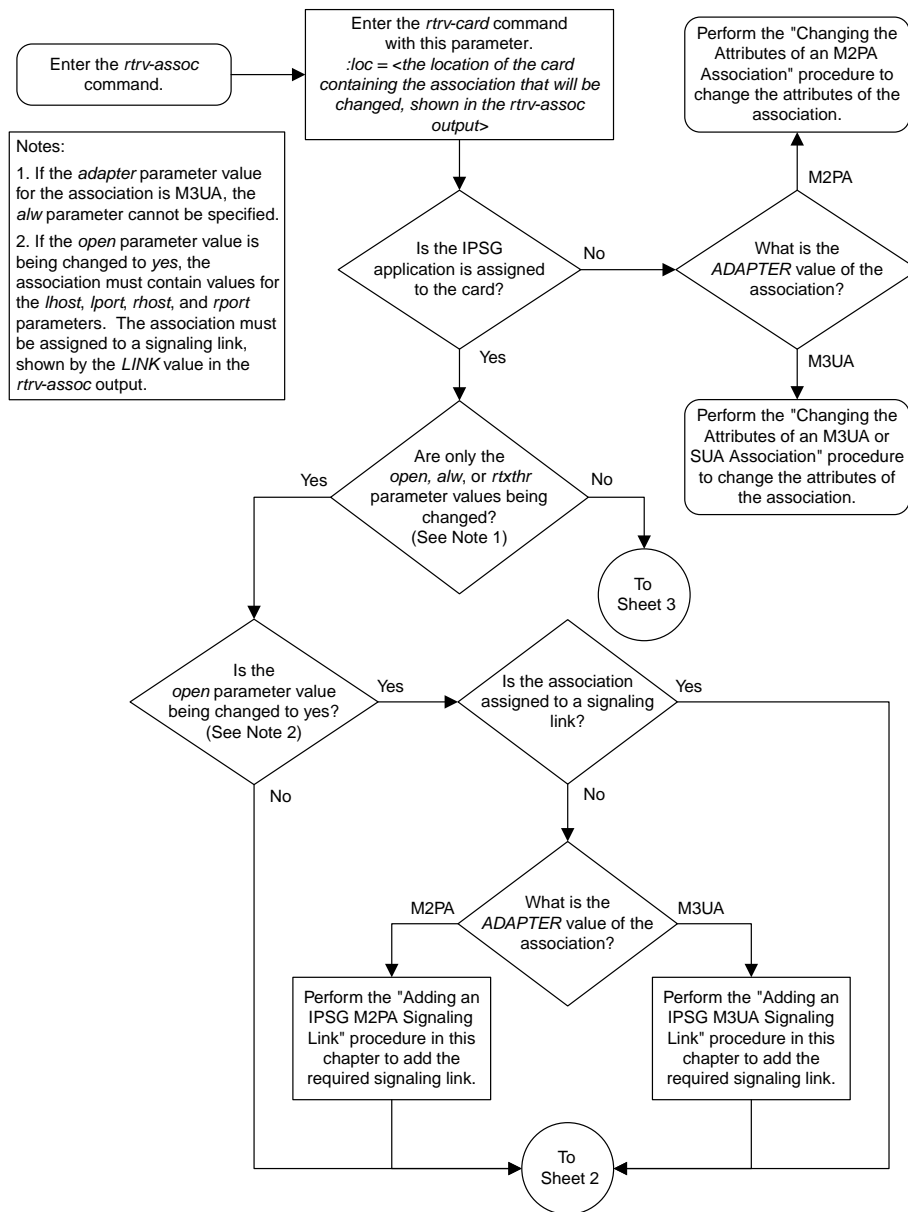 Enter the rtrv-assoc
command.
Enter the rtrv-card command
with this parameter.
:loc = <the location of the card
containing the association that will be
changed, shown in the rtrv-assoc
output>
Perform the "Changing the
Attributes of an M2PA
Association" procedure to
change the attributes of the
association.
Notes:
1. If the adapter parameter value
for the association is M3UA, the
alw parameter cannot be specified.
2. If the open parameter value is
being changed to yes, the
association must contain values for
the lhost, lport, rhost, and rport
parameters. The association must
be assigned to a signaling link,
shown by the LINK value in the
rtrv-assoc output.
M2PA
Is the IPSG
application is assigned
to the card?
No
What is the
ADAPTER value of the
association?
Yes
M3UA
Perform the "Changing the
Attributes of an M3UA or
SUA Association" procedure
to change the attributes of
the association.
Are only the
open, alw, or rtxthr
parameter values being
changed?
(See Note 1)
Yes
No
To
Sheet 3
Is the
open parameter value
being changed to yes?
(See Note 2)
Yes
Is the association
assigned to a signaling
link?
Yes
No
No
What is the
ADAPTER value of the
association?
M2PA
M3UA
Perform the "Adding an
IPSG M2PA Signaling
Link" procedure in this
chapter to add the
required signaling link.
Perform the "Adding an
IPSG M3UA Signaling
Link" procedure in this
chapter to add the
required signaling link.
To
Sheet 2